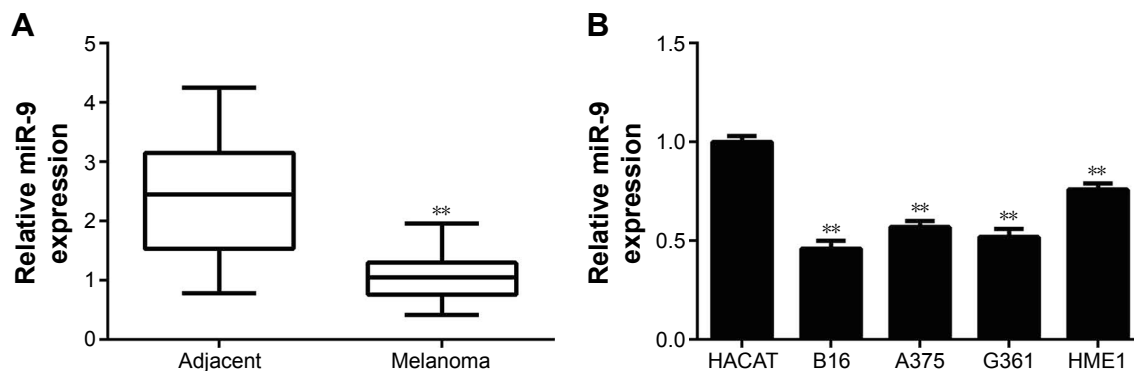 A
Relative miR-9
expression
5
4
3
2
1
0
**
Adjacent
Melanoma
B
Relative miR-9
expression
1.5
1.0
0.5
0.0
**
**
**
**
HACAT
B16
A375
G361
HME1